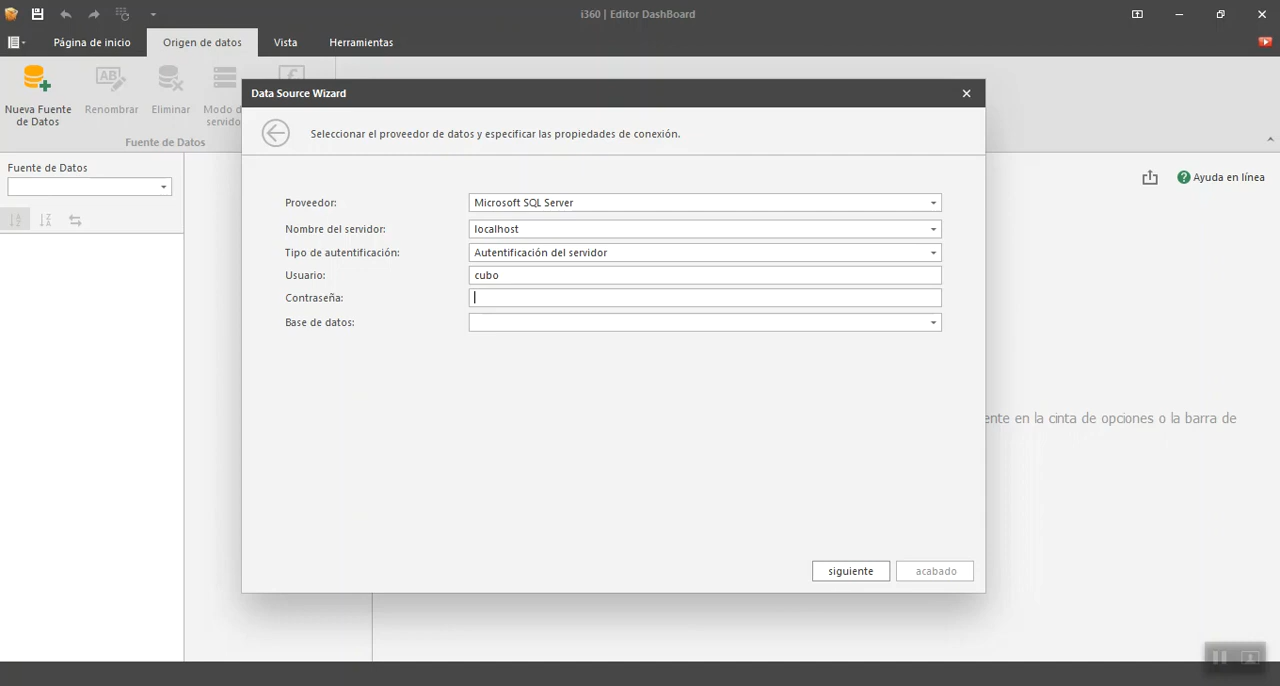 i360 | Editor DashBoard
Página de inicio
Origen de datos
Vista
Herramientas
Nueva Fuente
de Datos
AB
Renombrar
Eliminar
Modo d
servido
Fuente de Datos
Data Source Wizard
Seleccionar el proveedor de datos y especificar las propiedades de conexión.
Fuente de Datos
Ayuda en línea
Proveedor:
Microsoft SQL Server
Nombre del servidor:
localhost
Tipo de autentificación:
Autentificación del servidor
Usuario:
cubo
Contraseña:
Base de datos:
ente en la cinta de opciones o la barra de
siguiente
acabado